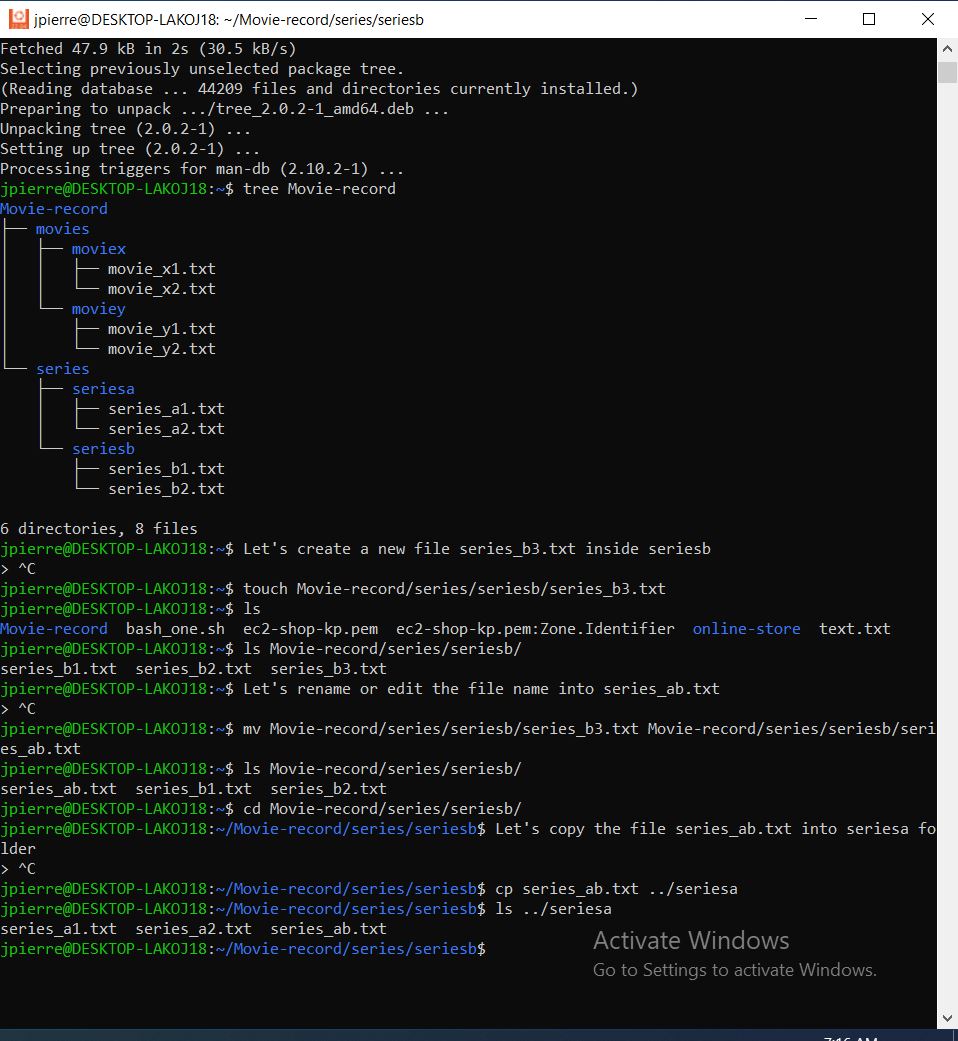 jpierre@DESKTOP-LAKOJ18: ~/Movie-record/series/seriesb
Fetched 47.9 kB in 2s (30.5 kB/s)
Selecting previously unselected package tree.
(Reading database ... 44209 files and directories currently installed.)
Preparing to unpack .../tree_2.0.2-1_amd64.deb ...
Unpacking tree (2.0.2-1) ...
Setting up tree (2.0.2-1) ...
Processing triggers for man-db (2.10.2-1) ...
jpierre@DESKTOP-LAKOJ18:~$ tree Movie-record
Movie-record
├── movies
│   ├── moviex
│   │   ├── movie_x1.txt
│   │   └── movie_x2.txt
│   └── moviey
│       ├── movie_y1.txt
│       └── movie_y2.txt
└── series
    ├── seriesa
    │   ├── series_a1.txt
    │   └── series_a2.txt
    └── seriesb
        ├── series_b1.txt
        └── series_b2.txt
6 directories, 8 files
jpierre@DESKTOP-LAKOJ18:~$ Let's create a new file series_b3.txt inside seriesb
> ^C
jpierre@DESKTOP-LAKOJ18:~$ touch Movie-record/series/seriesb/series_b3.txt
jpierre@DESKTOP-LAKOJ18:~$ ls
Movie-record  bash_one.sh  ec2-shop-kp.pem  ec2-shop-kp.pem:Zone.Identifier  online-store  text.txt
jpierre@DESKTOP-LAKOJ18:~$ ls Movie-record/series/seriesb/
series_b1.txt  series_b2.txt  series_b3.txt
jpierre@DESKTOP-LAKOJ18:~$ Let's rename or edit the file name into series_ab.txt
> ^C
jpierre@DESKTOP-LAKOJ18:~$ mv Movie-record/series/seriesb/series_b3.txt Movie-record/series/seriesb/seri
es_ab.txt
jpierre@DESKTOP-LAKOJ18:~$ ls Movie-record/series/seriesb/
series_ab.txt  series_b1.txt  series_b2.txt
jpierre@DESKTOP-LAKOJ18:~$ cd Movie-record/series/seriesb/
jpierre@DESKTOP-LAKOJ18:~/Movie-record/series/seriesb$ Let's copy the file series_ab.txt into seriesa fo
lder
> ^C
jpierre@DESKTOP-LAKOJ18:~/Movie-record/series/seriesb$ cp series_ab.txt ../seriesa
jpierre@DESKTOP-LAKOJ18:~/Movie-record/series/seriesb$ ls ../seriesa
series_a1.txt  series_a2.txt  series_ab.txt
jpierre@DESKTOP-LAKOJ18:~/Movie-record/series/seriesb$
Activate Windows
Go to Settings to activate Windows.